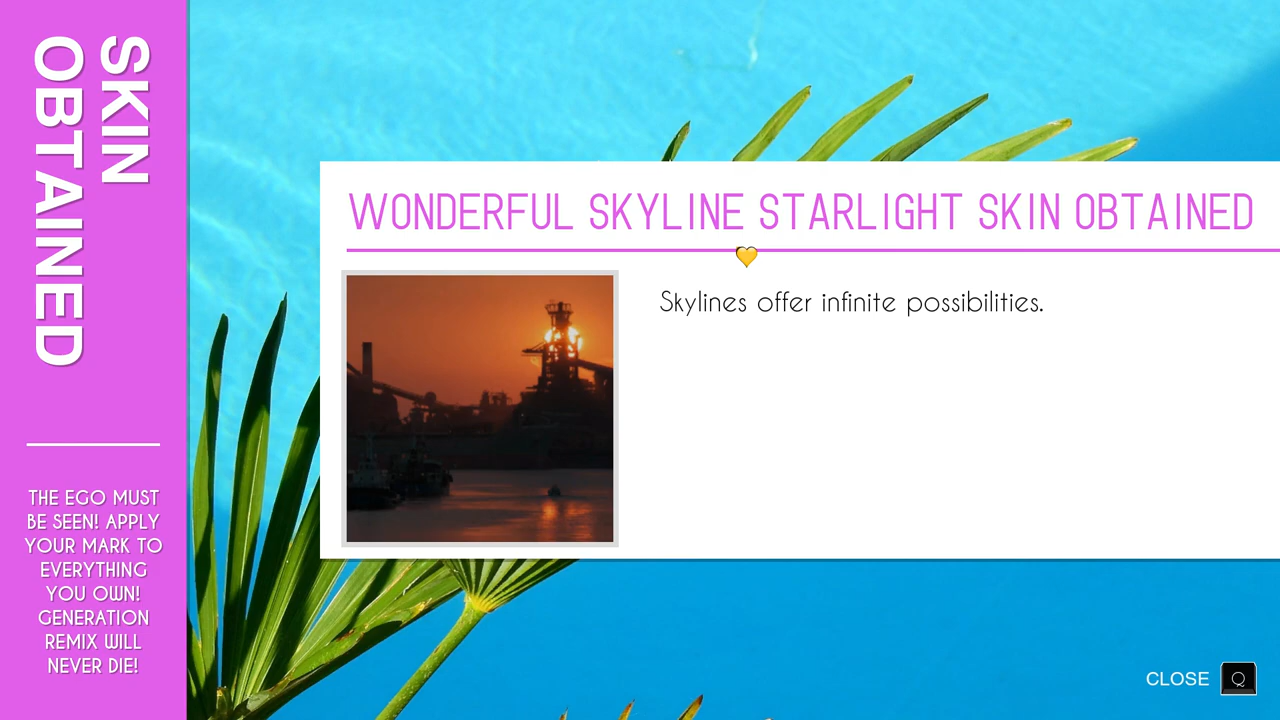 SKIN
OBTAINED
THE EGO MUST
BE SEEN! APPLY
YOUR MARK TO
EVERYTHING
YOU OWN!
GENERATION
REMIX WILL
NEVER DIE!
WONDERFUL SKYLINE STARLIGHT SKIN OBTAINED
Skylines offer infinite possibilities.
CLOSE Q